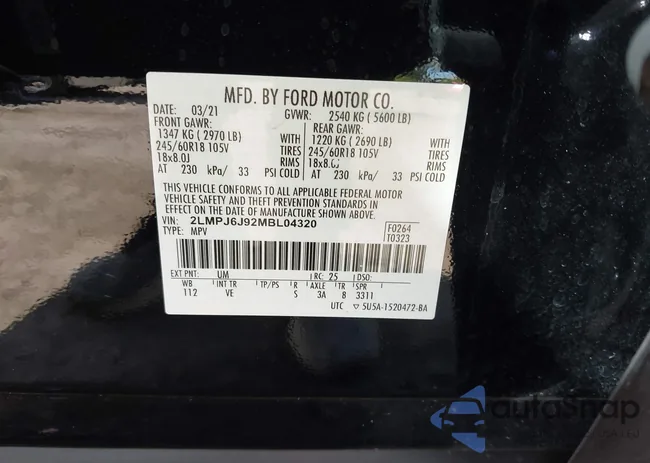 MFD. BY FORD MOTOR CO.
DATE: 03/21 GVWR: 2540 KG ( 5600 LB)
FRONT GAWR: REAR GAWR:
1347 KG ( 2970 LB) WITH 1220 KG ( 2690 LB) WITH
245/60R18 105V TIRES 245/60R18 105V TIRES
18x8.0J RIMS 18x8.0J RIMS
AT 230 kPa/ 33 PSI COLD AT 230 kPa/ 33 PSI COLD
THIS VEHICLE CONFORMS TO ALL APPLICABLE FEDERAL MOTOR
VEHICLE SAFETY AND THEFT PREVENTION STANDARDS IN
EFFECT ON THE DATE OF MANUFACTURE SHOWN ABOVE.
VIN: 2LMPJ6J92MBL04320 F0264
TYPE: MPV T0323
EXT PNT: UM RC: 25 DSO:
WB INT TR TP/PS R AXLE TR SPR
112 VE S 3A 8 3311
UTC ▽ 5U5A-1520472-BA
autosnap